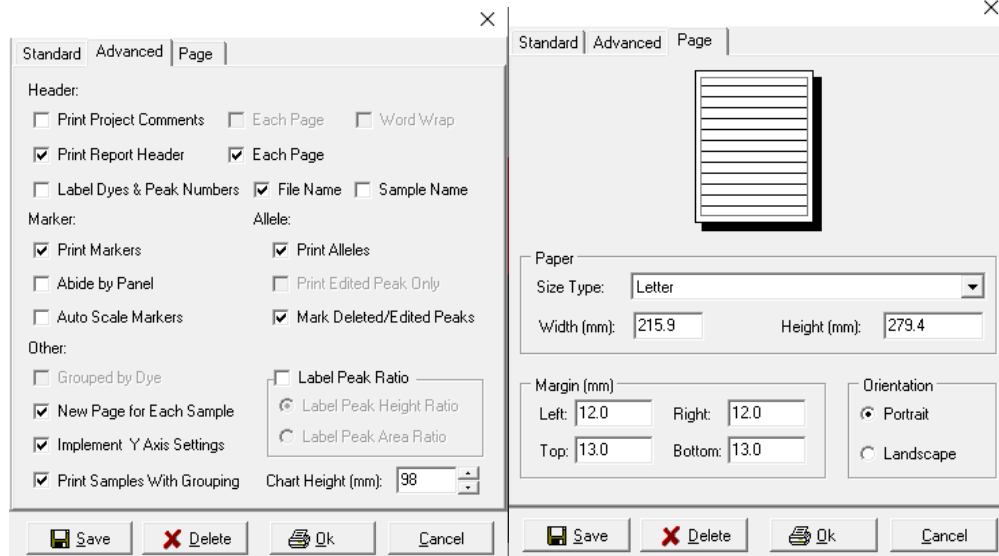 Standard Advanced Page
Header:
Print Project Comments Each Page Word Wrap
Print Report Header Each Page
Label Dyes & Peak Numbers File Name Sample Name
Marker: Allele:
Print Markers Print Alleles
Abide by Panel Print Edited Peak Only
Auto Scale Markers Mark Deleted/Edited Peaks
Other:
Grouped by Dye Label Peak Ratio
New Page for Each Sample Label Peak Height Ratio
Implement Y Axis Settings Label Peak Area Ratio
Print Samples With Grouping Chart Height (mm): 98
Save Delete Ok Cancel
Standard Advanced Page
Paper
Size Type: Letter
Width (mm): 215.9 Height (mm): 279.4
Margin (mm) Orientation
Left: 12.0 Right: 12.0 Portrait
Top: 13.0 Bottom: 13.0 Landscape
Save Delete Ok Cancel